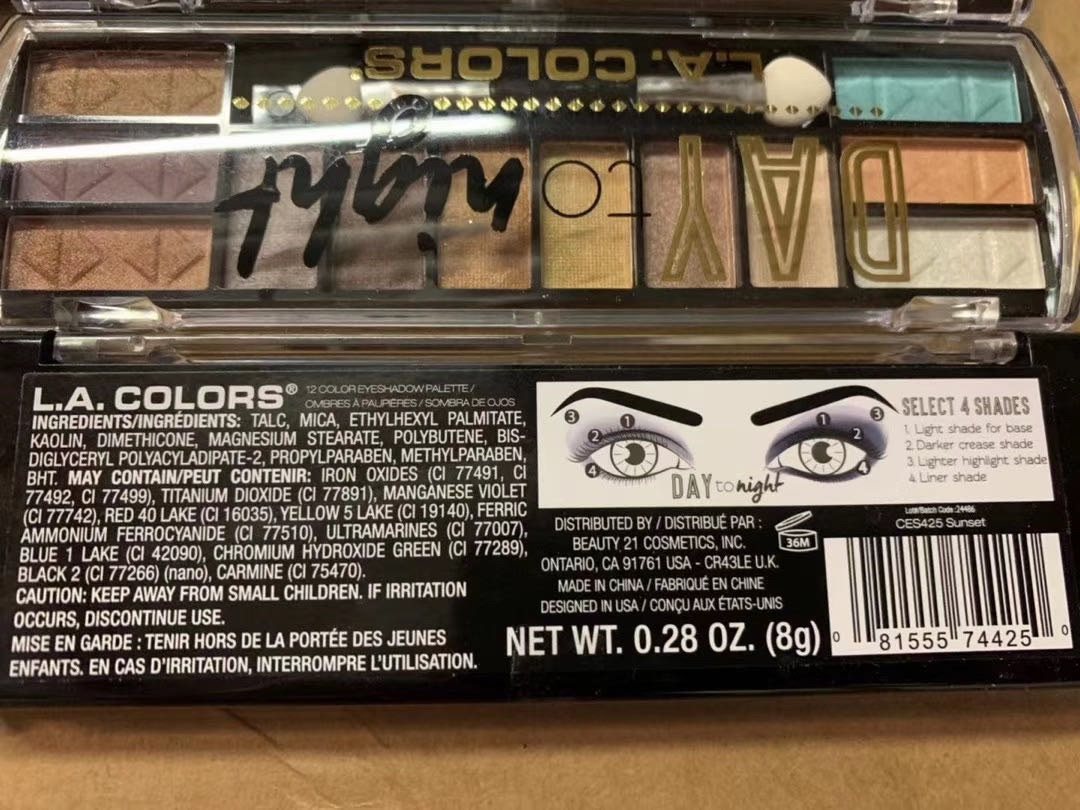 L.A. COLORS
DAY TO night
L.A. COLORS® 12 COLOR EYESHADOW PALETTE /
OMBRES À PAUPIÈRES / SOMBRA DE OJOS
INGREDIENTS/INGRÉDIENTS: TALC, MICA, ETHYLHEXYL PALMITATE,
KAOLIN, DIMETHICONE, MAGNESIUM STEARATE, POLYBUTENE, BIS-
DIGLYCERYL POLYACYLADIPATE-2, PROPYLPARABEN, METHYLPARABEN,
BHT. MAY CONTAIN/PEUT CONTENIR: IRON OXIDES (CI 77491, CI
77492, CI 77499), TITANIUM DIOXIDE (CI 77891), MANGANESE VIOLET
(CI 77742), RED 40 LAKE (CI 16035), YELLOW 5 LAKE (CI 19140), FERRIC
AMMONIUM FERROCYANIDE (CI 77510), ULTRAMARINES (CI 77007),
BLUE 1 LAKE (CI 42090), CHROMIUM HYDROXIDE GREEN (CI 77289),
BLACK 2 (CI 77266) (nano), CARMINE (CI 75470).
CAUTION: KEEP AWAY FROM SMALL CHILDREN. IF IRRITATION
OCCURS, DISCONTINUE USE.
MISE EN GARDE : TENIR HORS DE LA PORTÉE DES JEUNES
ENFANTS. EN CAS D'IRRITATION, INTERROMPRE L'UTILISATION.
3 1 2 4
1 3 2 4
DAY to night
SELECT 4 SHADES
1. Light shade for base
2. Darker crease shade
3. Lighter highlight shade
4. Liner shade
DISTRIBUTED BY / DISTRIBUÉ PAR :
BEAUTY 21 COSMETICS, INC.
ONTARIO, CA 91761 USA - CR43LE U.K.
MADE IN CHINA / FABRIQUÉ EN CHINE
DESIGNED IN USA / CONÇU AUX ÉTATS-UNIS
36M
NET WT. 0.28 OZ. (8g)
Lot#/Batch Code :24486
CES425 Sunset
0 81555 74425 0